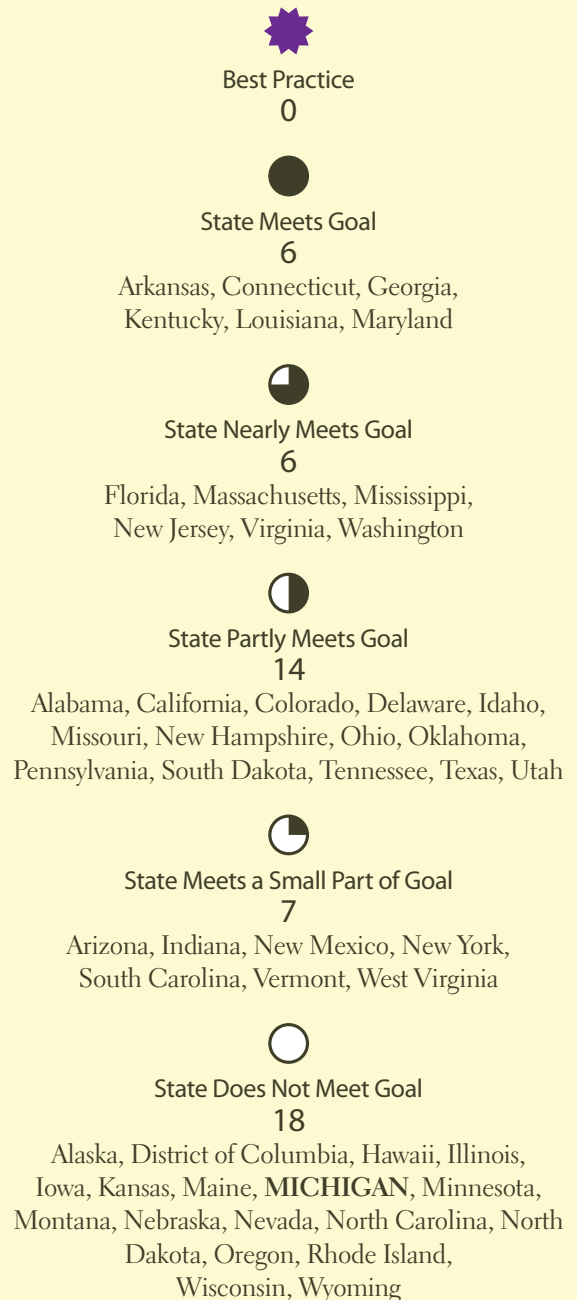 Best Practice
0
State Meets Goal
6
Arkansas, Connecticut, Georgia,
Kentucky, Louisiana, Maryland
State Nearly Meets Goal
6
Florida, Massachusetts, Mississippi,
New Jersey, Virginia, Washington
State Partly Meets Goal
14
Alabama, California, Colorado, Delaware, Idaho,
Missouri, New Hampshire, Ohio, Oklahoma,
Pennsylvania, South Dakota, Tennessee, Texas, Utah
State Meets a Small Part of Goal
7
Arizona, Indiana, New Mexico, New York,
South Carolina, Vermont, West Virginia
State Does Not Meet Goal
18
Alaska, District of Columbia, Hawaii, Illinois,
Iowa, Kansas, Maine, MICHIGAN, Minnesota,
Montana, Nebraska, Nevada, North Carolina, North
Dakota, Oregon, Rhode Island,
Wisconsin, Wyoming